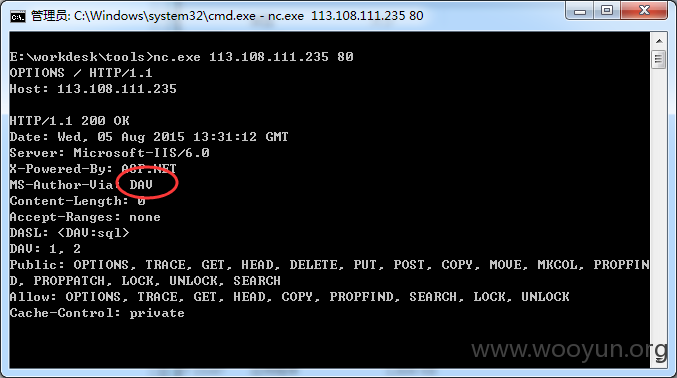 管理员: C:\Windows\system32\cmd.exe - nc.exe  113.108.111.235 80
E:\workdesk\tools>nc.exe 113.108.111.235 80
OPTIONS / HTTP/1.1
Host: 113.108.111.235
HTTP/1.1 200 OK
Date: Wed, 05 Aug 2015 13:31:12 GMT
Server: Microsoft-IIS/6.0
X-Powered-By: ASP.NET
MS-Author-Via: DAV
Content-Length: 0
Accept-Ranges: none
DASL: <DAV:sql>
DAV: 1, 2
Public: OPTIONS, TRACE, GET, HEAD, DELETE, PUT, POST, COPY, MOVE, MKCOL, PROPFIN
D, PROPPATCH, LOCK, UNLOCK, SEARCH
Allow: OPTIONS, TRACE, GET, HEAD, COPY, PROPFIND, SEARCH, LOCK, UNLOCK
Cache-Control: private
www.wooyun.org